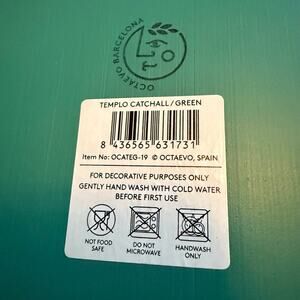 OCTAEVO BARCELONA
TEMPLO CATCHALL/GREEN
8 436565 631731
Item No: OCATEG-19 © OCTAEVO, SPAIN
FOR DECORATIVE PURPOSES ONLY
GENTLY HAND WASH WITH COLD WATER
BEFORE FIRST USE
NOT FOOD
SAFE
DO NOT
MICROWAVE
HANDWASH
ONLY